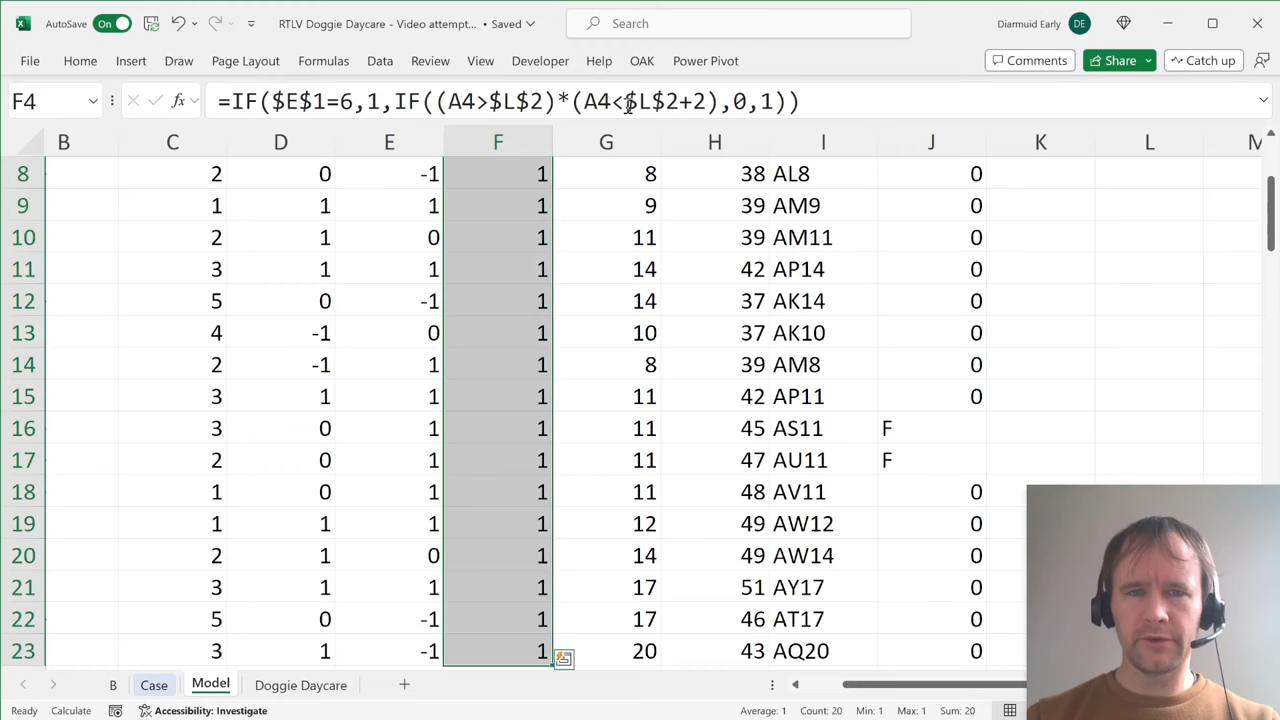 AutoSave On RTLV Doggie Daycare - Video attempt... • Saved Search Diarmuid Early DE
File Home Insert Draw Page Layout Formulas Data Review View Developer Help OAK Power Pivot Comments Share Catch up
F4 fx =IF($E$1=6,1,IF((A4>$L$2)*(A4<$L$2+2),0,1))
B C D E F G H I J K L M
8 2 0 -1 1 8 38 AL8 0
9 1 1 1 1 9 39 AM9 0
10 2 1 0 1 11 39 AM11 0
11 3 1 1 1 14 42 AP14 0
12 5 0 -1 1 14 37 AK14 0
13 4 -1 0 1 10 37 AK10 0
14 2 -1 1 1 8 39 AM8 0
15 3 1 1 1 11 42 AP11 0
16 3 0 1 1 11 45 AS11 F
17 2 0 1 1 11 47 AU11 F
18 1 0 1 1 11 48 AV11 0
19 1 1 1 1 12 49 AW12 0
20 2 1 0 1 14 49 AW14 0
21 3 1 1 1 17 51 AY17 0
22 5 0 -1 1 17 46 AT17 0
23 3 1 -1 1 20 43 AQ20 0
B Case Model Doggie Daycare
Ready Calculate Accessibility: Investigate Average: 1 Count: 20 Min: 1 Max: 1 Sum: 20